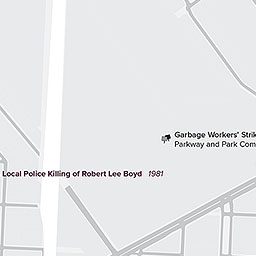 Garbage Workers' Strik
Parkway and Park Com
Local Police Killing of Robert Lee Boyd 1981